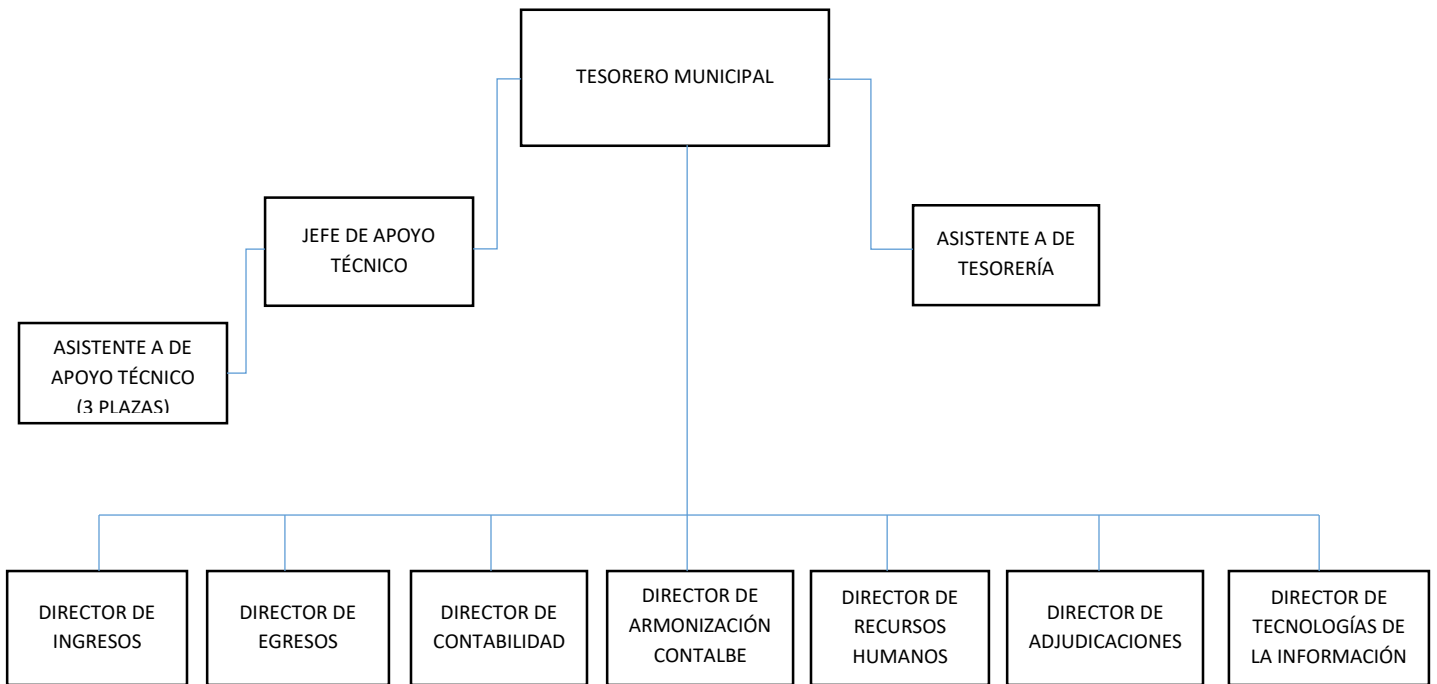 TESORERO MUNICIPAL
JEFE DE APOYO
TÉCNICO
ASISTENTE A DE
TESORERÍA
ASISTENTE A DE
APOYO TÉCNICO
(3 PLAZAS)
DIRECTOR DE
INGRESOS
DIRECTOR DE
EGRESOS
DIRECTOR DE
CONTABILIDAD
DIRECTOR DE
ARMONIZACIÓN
CONTALBE
DIRECTOR DE
RECURSOS
HUMANOS
DIRECTOR DE
ADJUDICACIONES
DIRECTOR DE
TECNOLOGÍAS DE
LA INFORMACIÓN